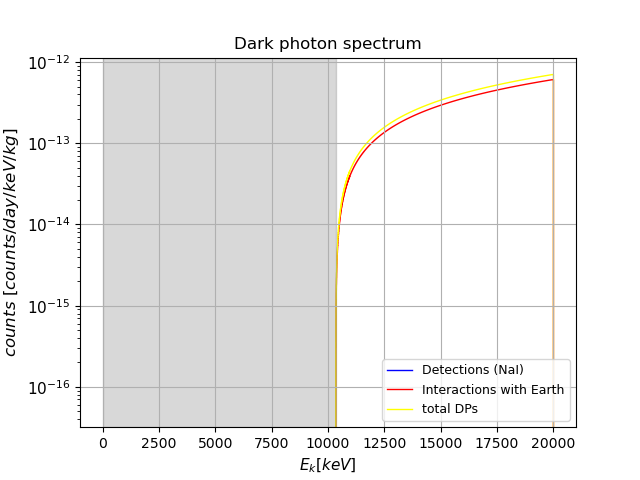 Dark photon spectrum
counts [counts/day/keV/kg]
10⁻¹²
10⁻¹³
10⁻¹⁴
10⁻¹⁵
10⁻¹⁶
Detections (NaI)
Interactions with Earth
total DPs
0 2500 5000 7500 10000 12500 15000 17500 20000
Eₖ[keV]